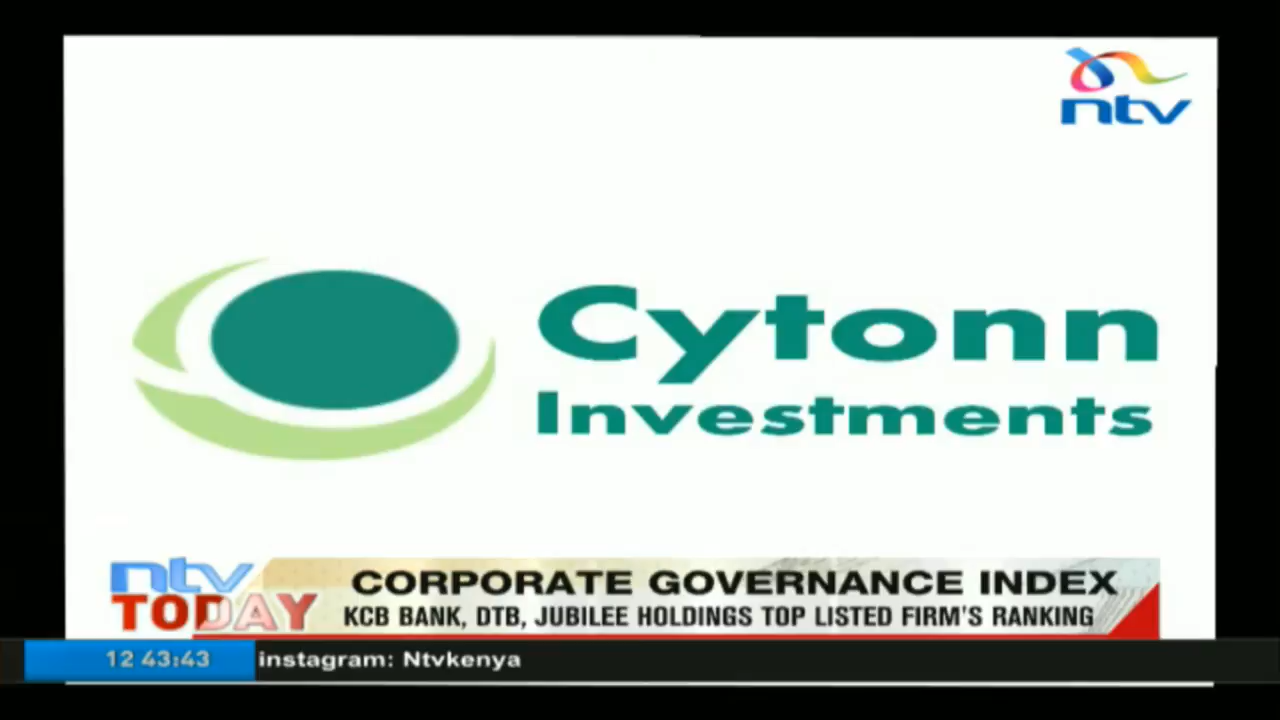 ntv
Cytonn
Investments
ntv
TODAY
CORPORATE GOVERNANCE INDEX
KCB BANK, DTB, JUBILEE HOLDINGS TOP LISTED FIRM'S RANKING
12 43:43
instagram: Ntvkenya